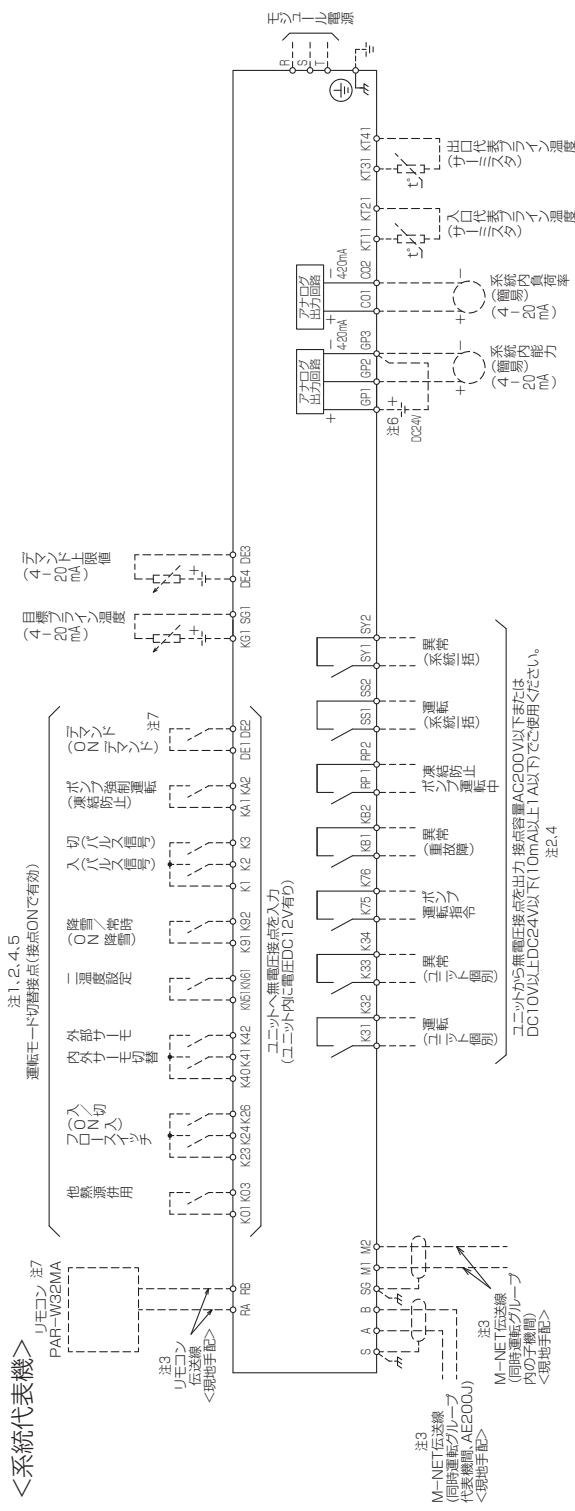 <系統代表機>
リモコン 注7
PAR-W32MA
RA
RB
注3
リモコン
伝送線
<現地手配>
注1、2、4、5
運転モード切替接点(接点ONで有効)
他熱源併用
K01
K03
入/切
(ON 入)
フロースイッチ
K23
K24
K26
外部サーモ
内外サーモ切替
K40
K41
K42
二温度設定
KN51
KN61
降雪/常時
(ON 降雪)
K91
K92
切(パルス信号)
入(パルス信号)
K1
K2
K3
ポンプ強制運転
(凍結防止)
KA1
KA2
デマンド
(ON デマンド)
注7
DE1
DE2
ユニットへ無電圧接点を入力
(ユニット内に電圧DC12V有り)
目標ブライン温度
(4-20mA)
KG1
SG1
デマンド上限値
(4-20mA)
DE4
DE3
モジュール電源
R
S
T
S
A
B
SG
M1
M2
注3
M-NET伝送線
(同時運転グループ
代表機間、AE200J)
<現地手配>
注3
M-NET伝送線
(同時運転グループ
内の子機間)
<現地手配>
K31
K32
運転
(ユニット個別)
K33
K34
異常
(ユニット個別)
K75
K76
ポンプ
運転指令
KB1
KB2
異常
(重故障)
RP1
RP2
凍結防止
ポンプ運転中
SS1
SS2
運転
(系統一括)
SY1
SY2
異常
(系統一括)
ユニットから無電圧接点を出力 接点容量AC200V以下または
DC10V以上DC24V以下(10mA以上1A以下)でご使用ください。
注2、4
アナログ
出力回路
+
-
4-20mA
GP1
GP2
GP3
注6
+
DC24V
+
-
系統内能力
(簡易)
(4-20mA)
アナログ
出力回路
+
-
4-20mA
CO1
CO2
+
-
系統内負荷率
(簡易)
(4-20mA)
KT11
KT21
t°
入口代表ブライン温度
(サーミスタ)
KT31
KT41
t°
出口代表ブライン温度
(サーミスタ)